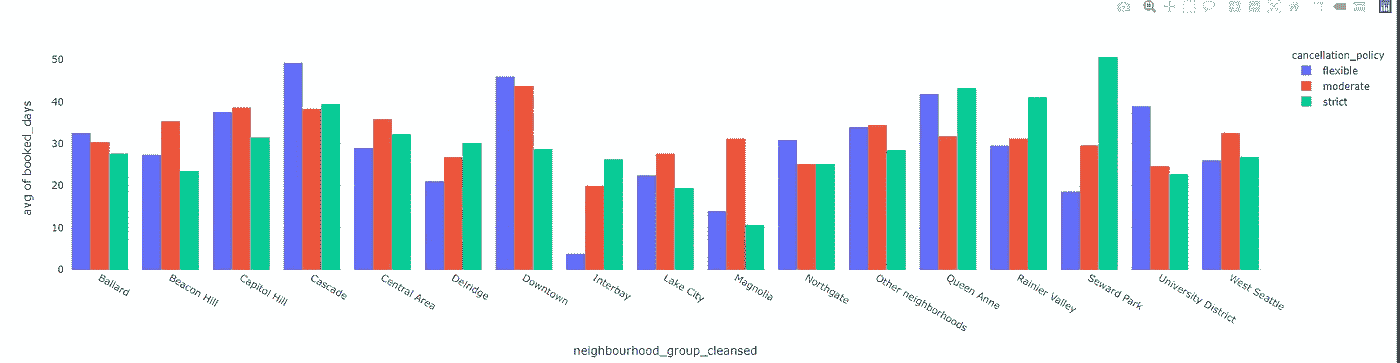 cancellation_policy
flexible
moderate
strict
avg of booked_days
50
40
30
20
10
0
Ballard
Beacon Hill
Capitol Hill
Cascade
Central Area
Delridge
Downtown
Interbay
Lake City
Magnolia
Northgate
Other neighborhoods
Queen Anne
Rainier Valley
Seward Park
University District
West Seattle
neighbourhood_group_cleansed